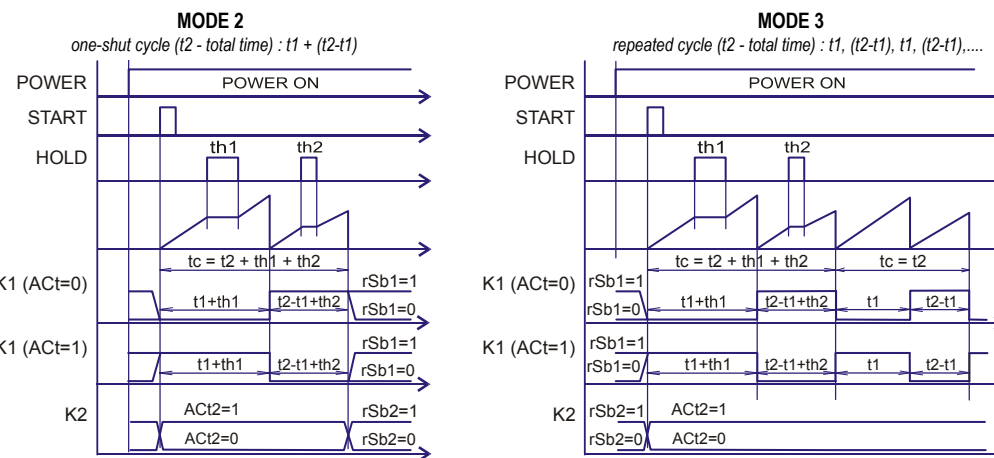 MODE 2
one-shut cycle (t2 - total time) : t1 + (t2-t1)
POWER
POWER ON
START
HOLD
th1
th2
tc = t2 + th1 + th2
K1 (ACt=0)
rSb1=1
t1+th1
t2-t1+th2
rSb1=0
K1 (ACt=1)
rSb1=1
t1+th1
t2-t1+th2
rSb1=0
K2
ACt2=1
rSb2=1
ACt2=0
rSb2=0
MODE 3
repeated cycle (t2 - total time) : t1, (t2-t1), t1, (t2-t1),....
POWER
POWER ON
START
HOLD
th1
th2
tc = t2 + th1 + th2
tc = t2
K1 (ACt=0)
rSb1=1
rSb1=0
t1+th1
t2-t1+th2
t1
t2-t1
K1 (ACt=1)
rSb1=1
rSb1=0
t1+th1
t2-t1+th2
t1
t2-t1
K2
rSb2=1
ACt2=1
rSb2=0
ACt2=0